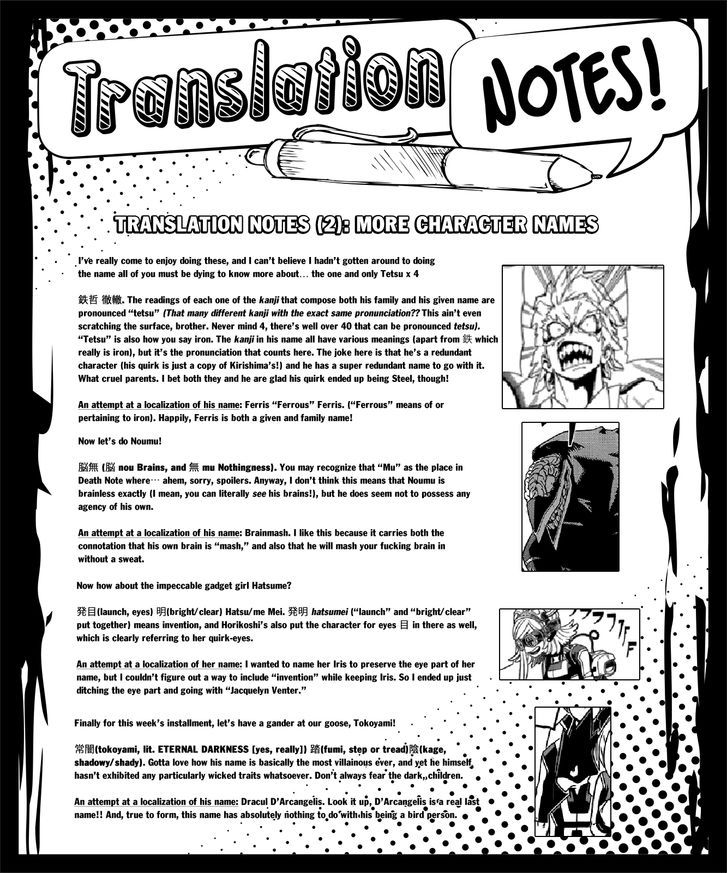 Translation
NOTES!
TRANSLATION NOTES (2): MORE CHARACTER NAMES
I've really come to enjoy doing these, and I can't believe I hadn't gotten around to doing
the name all of you must be dying to know more about... the one and only Tetsu x 4
鉄哲 徹轍. The readings of each one of the kanji that compose both his family and his given name are
pronounced “tetsu” (That many different kanji with the exact same pronunciation?? This ain't even
scratching the surface, brother. Never mind 4, there's well over 40 that can be pronounced tetsu).
“Tetsu” is also how you say iron. The kanji in his name all have various meanings (apart from 鉄 which
really is iron), but it's the pronunciation that counts here. The joke here is that he's a redundant
character (his quirk is just a copy of Kirishima's!) and he has a super redundant name to go with it.
What cruel parents. I bet both they and he are glad his quirk ended up being Steel, though!
An attempt at a localization of his name: Ferris “Ferrous” Ferris. (“Ferrous” means of or
pertaining to iron). Happily, Ferris is both a given and family name!
Now let's do Noumu!
脳無 (脳 nou Brains, and 無 mu Nothingness). You may recognize that “Mu” as the place in
Death Note where… ahem, sorry, spoilers. Anyway, I don't think this means that Noumu is
brainless exactly (I mean, you can literally see his brains!), but he does seem not to possess any
agency of his own.
An attempt at a localization of his name: Brainmash. I like this because it carries both the
connotation that his own brain is “mash,” and also that he will mash your fucking brain in
without a sweat.
Now how about the impeccable gadget girl Hatsume?
発目(launch, eyes) 明(bright/clear) Hatsu/me Mei. 発明 hatsumei (“launch” and “bright/clear”
put together) means invention, and Horikoshi's also put the character for eyes 目 in there as well,
which is clearly referring to her quirk-eyes.
An attempt at a localization of her name: I wanted to name her Iris to preserve the eye part of her
name, but I couldn't figure out a way to include “invention” while keeping Iris. So I ended up just
ditching the eye part and going with “Jacquelyn Venter.”
Finally for this week's installment, let's have a gander at our goose, Tokoyami!
常闇(tokoyami, lit. ETERNAL DARKNESS [yes, really]) 踏(fumi, step or tread)陰(kage,
shadowy/shady). Gotta love how his name is basically the most villainous ever, and yet he himself
hasn't exhibited any particularly wicked traits whatsoever. Don't always fear the dark, children.
An attempt at a localization of his name: Dracul D'Arcangelis. Look it up, D'Arcangelis is a real last
name!! And, true to form, this name has absolutely nothing to do with his being a bird person.